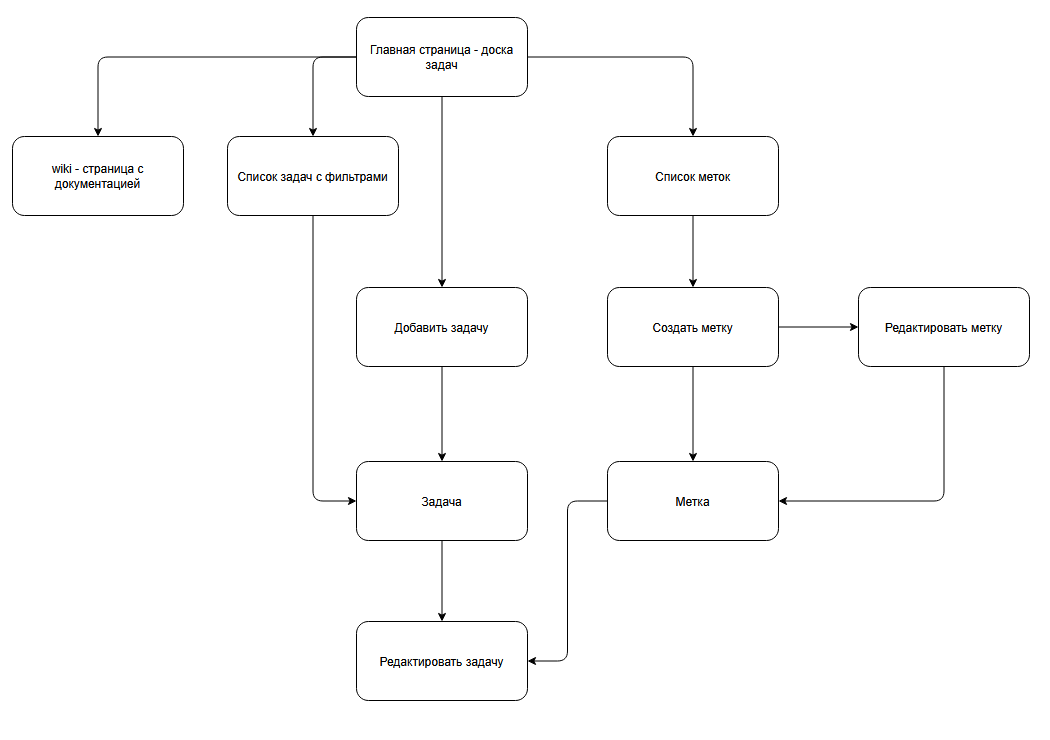 Главная страница - доска
задач
wiki - страница с
документацией
Список задач с фильтрами
Список меток
Добавить задачу
Создать метку
Редактировать метку
Задача
Метка
Редактировать задачу